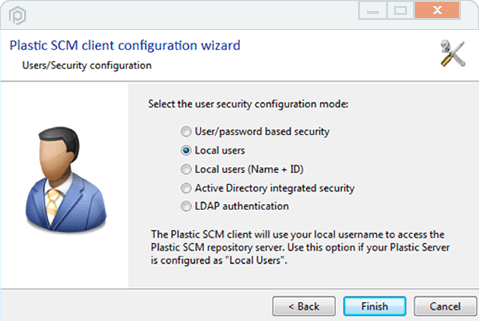 Plastic SCM client configuration wizard
Users/Security configuration
Select the user security configuration mode:
User/password based security
Local users
Local users (Name + ID)
Active Directory integrated security
LDAP authentication
The Plastic SCM client will use your local username to access the
Plastic SCM repository server. Use this option if your Plastic Server
is configured as "Local Users".
< Back
Finish
Cancel